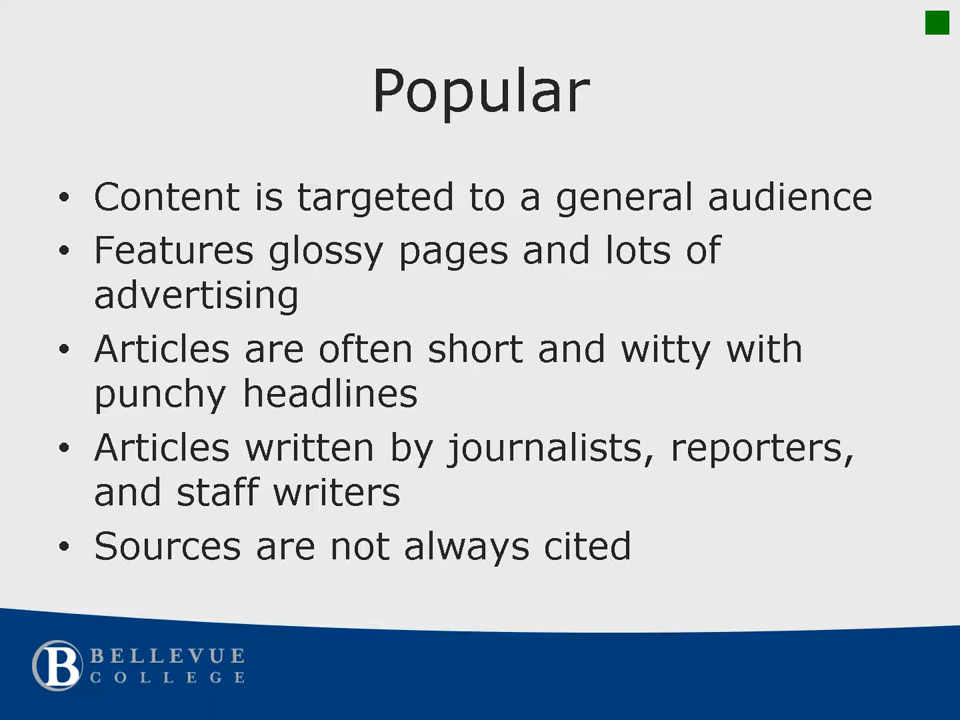 Popular
• Content is targeted to a general audience
• Features glossy pages and lots of
advertising
• Articles are often short and witty with
punchy headlines
• Articles written by journalists, reporters,
and staff writers
• Sources are not always cited
B BELLEVUE
COLLEGE